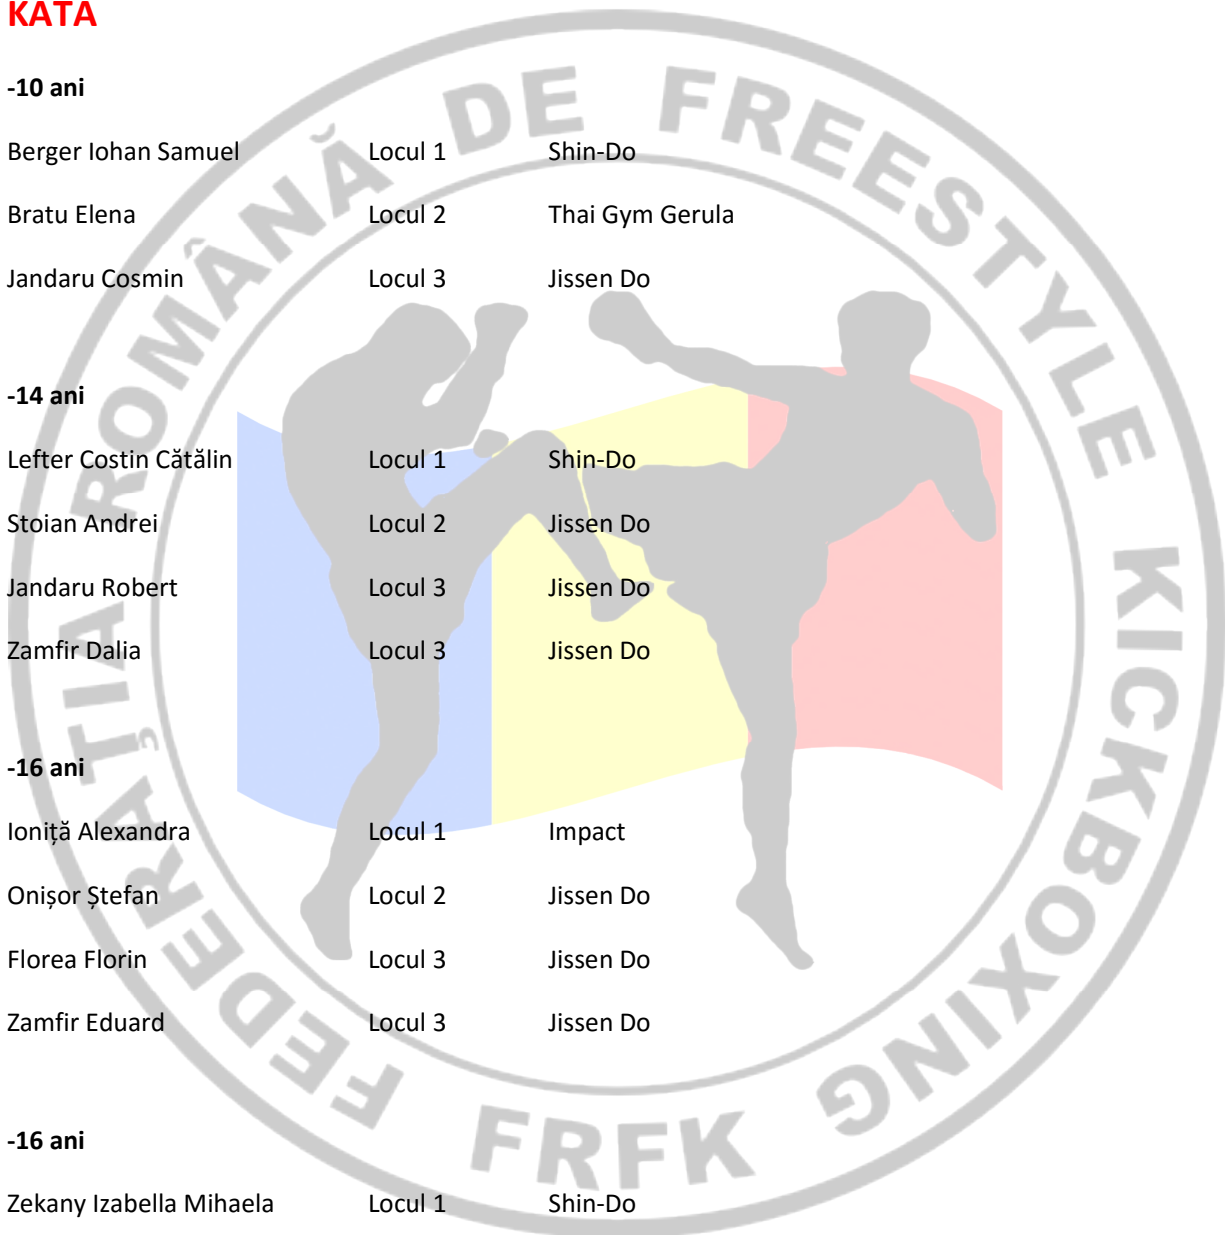 KATA
-10 ani
Berger Iohan Samuel Locul 1 Shin-Do
Bratu Elena Locul 2 Thai Gym Gerula
Jandaru Cosmin Locul 3 Jissen Do
-14 ani
Lefter Costin Cătălin Locul 1 Shin-Do
Stoian Andrei Locul 2 Jissen Do
Jandaru Robert Locul 3 Jissen Do
Zamfir Dalia Locul 3 Jissen Do
-16 ani
Ioniță Alexandra Locul 1 Impact
Onișor Ștefan Locul 2 Jissen Do
Florea Florin Locul 3 Jissen Do
Zamfir Eduard Locul 3 Jissen Do
-16 ani
Zekany Izabella Mihaela Locul 1 Shin-Do
FEDERAȚIA ROMÂNĂ DE FREESTYLE KICKBOXIING
FRFK